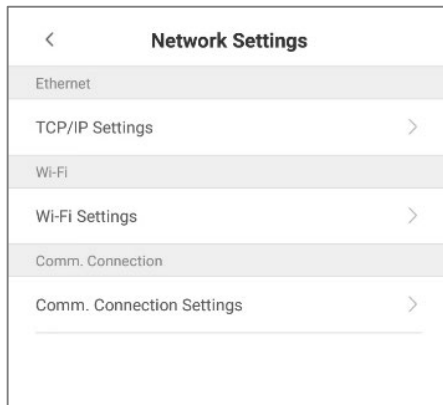 Network Settings
Ethernet
TCP/IP Settings
Wi-Fi
Wi-Fi Settings
Comm. Connection
Comm. Connection Settings